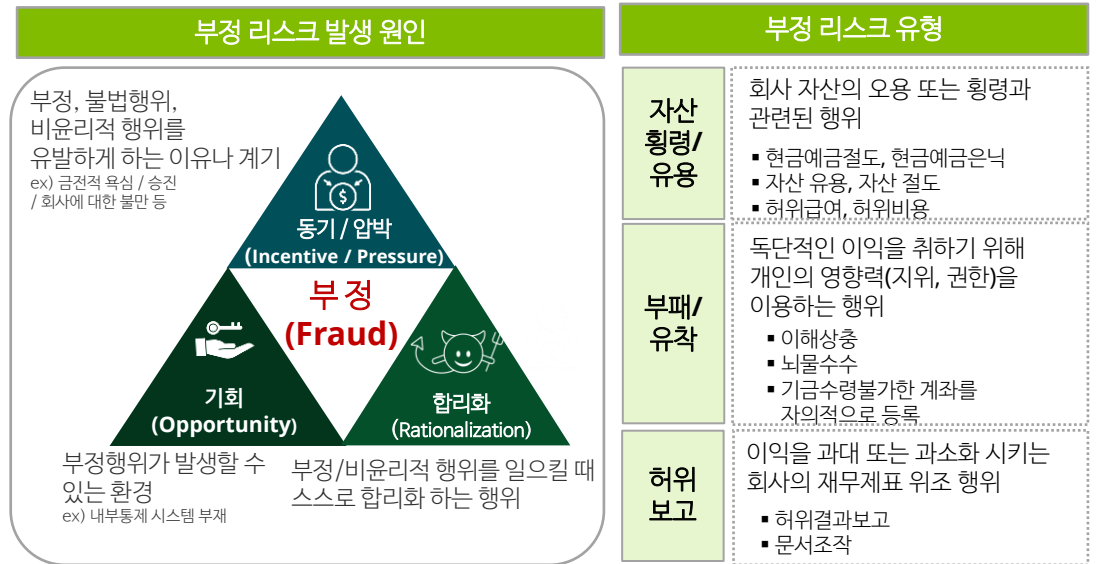 부정 리스크 발생 원인
부정, 불법행위,
비윤리적 행위를
유발하게 하는 이유나 계기
ex) 금전적 욕심 / 승진
/ 회사에 대한 불만 등
$
동기 / 압박
(Incentive / Pressure)
부 정
(Fraud)
기회
(Opportunity)
합리화
(Rationalization)
부정행위가 발생할 수
있는 환경
ex) 내부통제 시스템 부재
부정/비윤리적 행위를 일으킬 때
스스로 합리화 하는 행위
부정 리스크 유형
자산
횡령/
유용
회사 자산의 오용 또는 횡령과
관련된 행위
▪ 현금예금절도, 현금예금은닉
▪ 자산 유용, 자산 절도
▪ 허위급여, 허위비용
부패/
유착
독단적인 이익을 취하기 위해
개인의 영향력(지위, 권한)을
이용하는 행위
▪ 이해상충
▪ 뇌물수수
▪ 기금수령불가한 계좌를
자의적으로 등록
허위
보고
이익을 과대 또는 과소화 시키는
회사의 재무제표 위조 행위
▪ 허위결과보고
▪ 문서조작